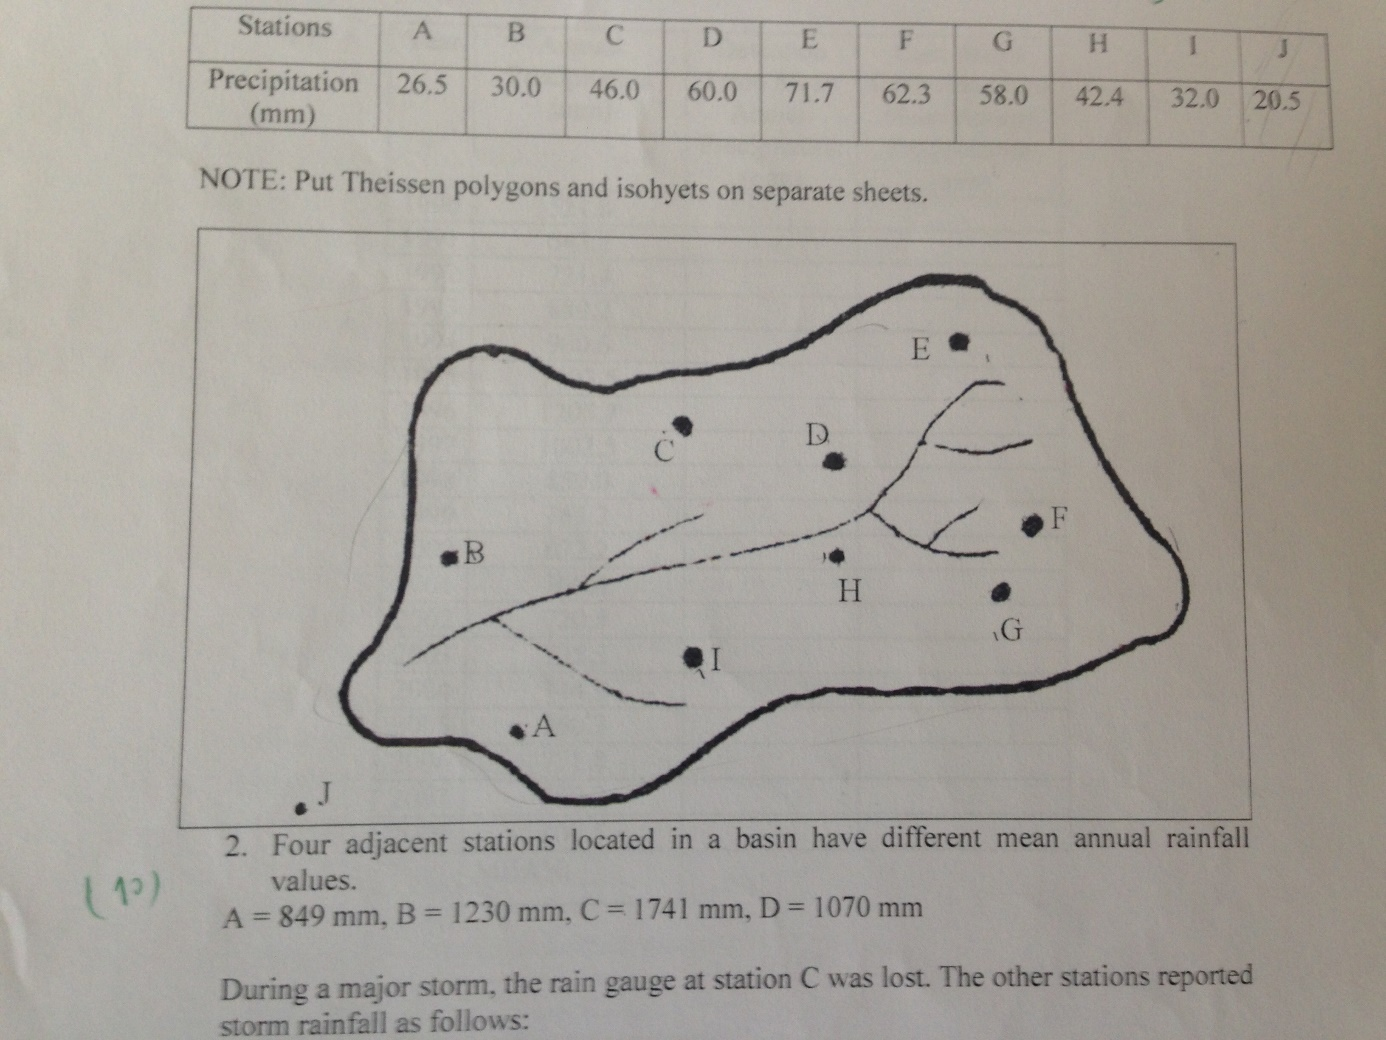 Stations A B C D E F G H I J
Precipitation (mm) 26.5 30.0 46.0 60.0 71.7 62.3 58.0 42.4 32.0 20.5
NOTE: Put Theissen polygons and isohyets on separate sheets.
E
C
D
F
B
H
G
I
A
J
2. Four adjacent stations located in a basin have different mean annual rainfall
values.
(10)
A = 849 mm, B = 1230 mm, C = 1741 mm, D = 1070 mm
During a major storm, the rain gauge at station C was lost. The other stations reported
storm rainfall as follows: